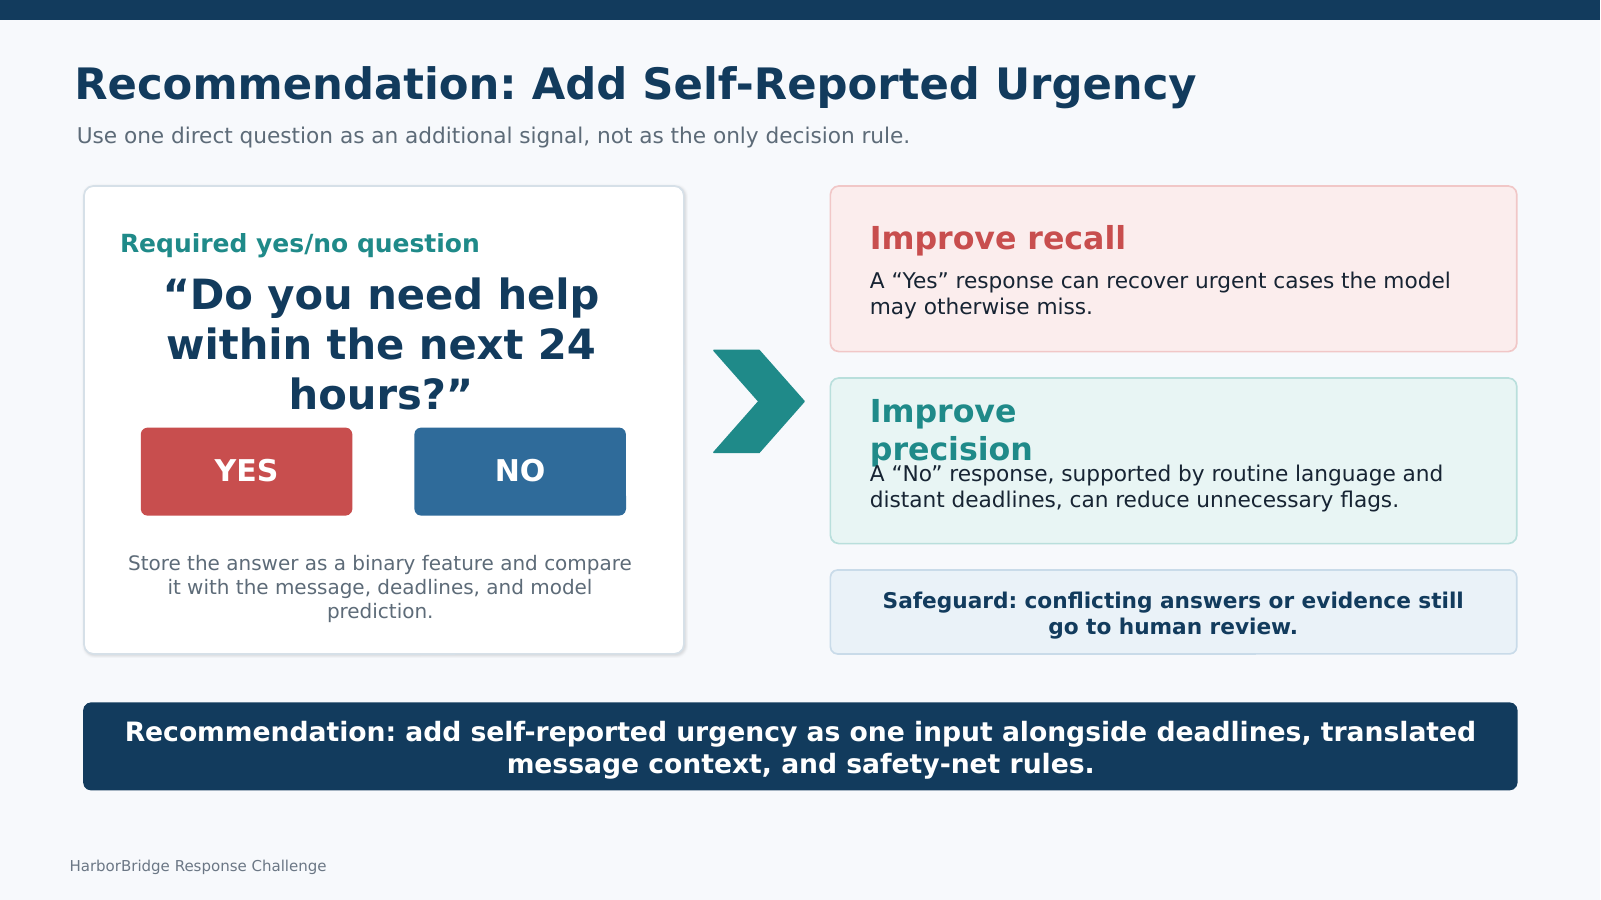 Recommendation: Add Self-Reported Urgency
Use one direct question as an additional signal, not as the only decision rule.
Required yes/no question
“Do you need help
within the next 24
hours?”
YES
NO
Store the answer as a binary feature and compare
it with the message, deadlines, and model
prediction.
Improve recall
A “Yes” response can recover urgent cases the model
may otherwise miss.
Improve
precision
A “No” response, supported by routine language and
distant deadlines, can reduce unnecessary flags.
Safeguard: conflicting answers or evidence still
go to human review.
Recommendation: add self-reported urgency as one input alongside deadlines, translated
message context, and safety-net rules.
HarborBridge Response Challenge